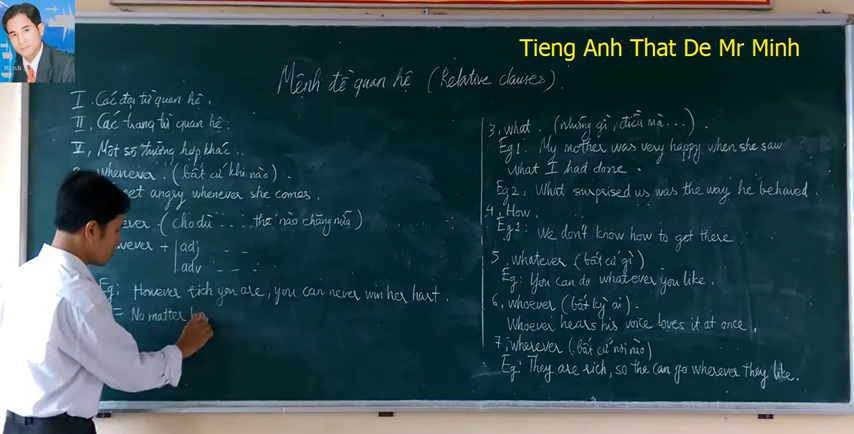 Tieng Anh That De Mr Minh
Minh
Mệnh đề quan hệ (Relative clauses).
I. Các đại từ quan hệ.
II, Các trạng từ quan hệ.
V, Một số trường hợp khác..
whenever. (bất cứ khi nào).
get angry whenever she comes.
ever. (cho dù ... thế nào chăng nữa)
wever + adj ...
adv ...
Eg: However rich you are, you can never win her hart.
= No matter ho
3, what. (những gì, điều mà ...).
Eg1. My mother was very happy when she saw
what I had done.
Eg2: What surprised us was the way he behaved.
4, How.
Eg1: We don't know how to get there.
5, whatever (bất cứ gì)
Eg: You can do whatever you like.
6, whoever (bất kỳ ai).
Whoever hears his voice loves it at once.
7, wherever (bất cứ nơi nào)
Eg: They are rich, so the can go wherever they like.